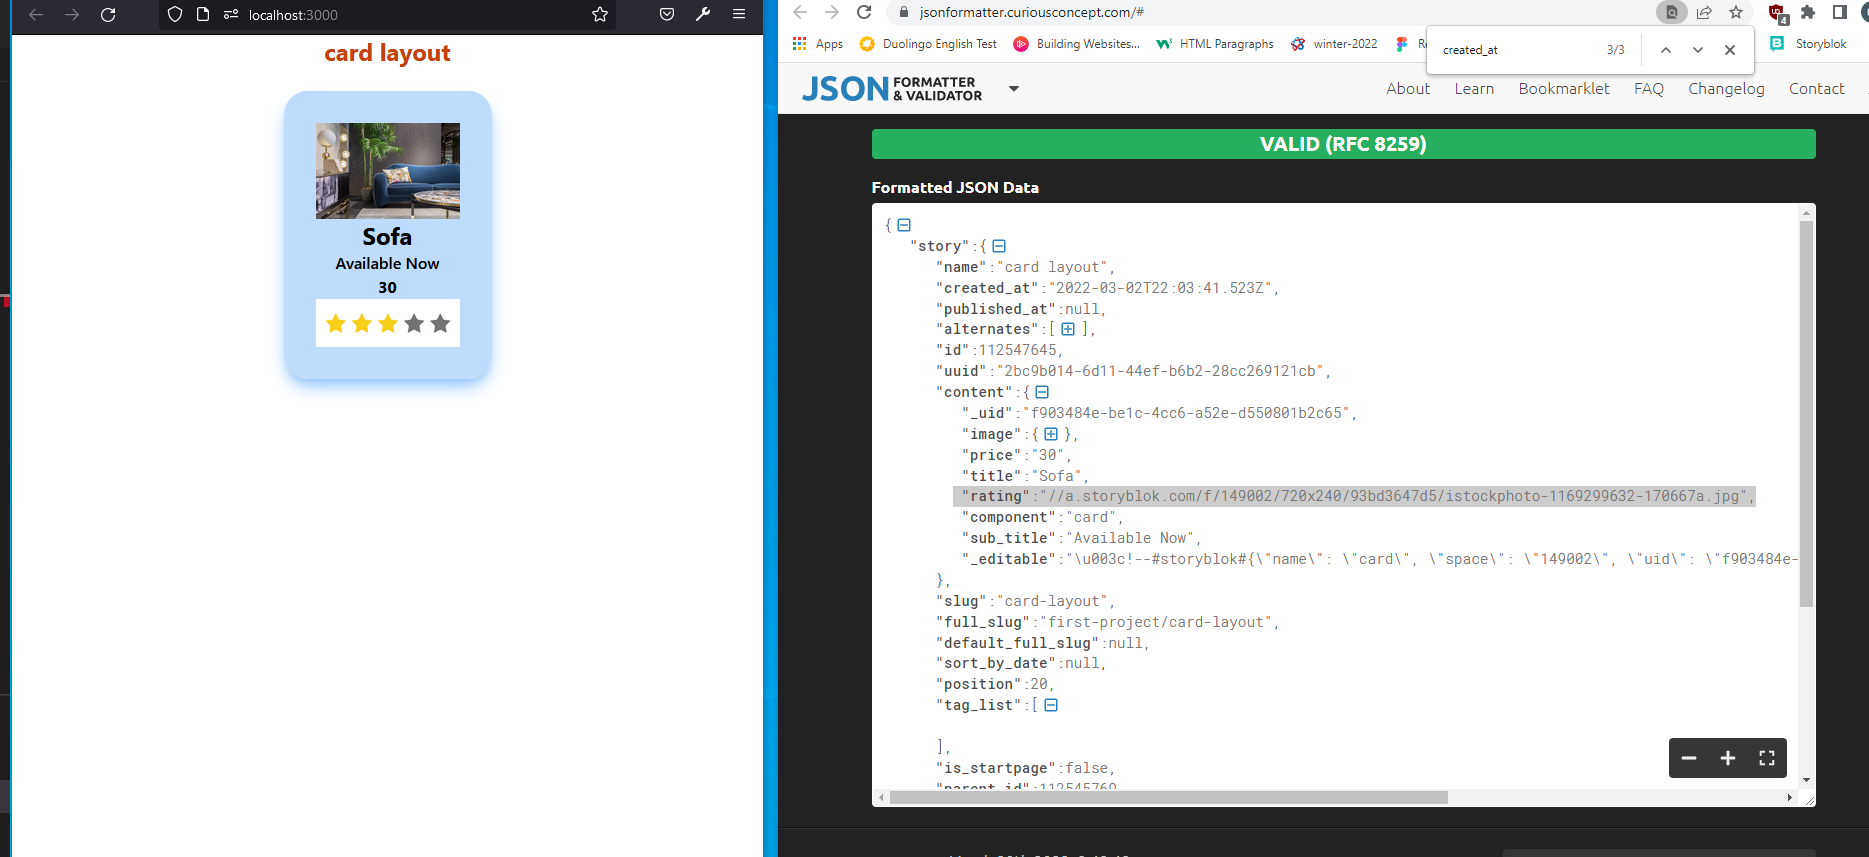 localhost:3000
card layout
Sofa
Available Now
30
jsonformatter.curiousconcept.com/#
4
Apps
Duolingo English Test
Building Websites...
HTML Paragraphs
winter-2022
Storyblok
created_at
3/3
JSON FORMATTER & VALIDATOR
About
Learn
Bookmarklet
FAQ
Changelog
Contact
VALID (RFC 8259)
Formatted JSON Data
{
"story":{
"name":"card layout",
"created_at":"2022-03-02T22:03:41.523Z",
"published_at":null,
"alternates":[ ],
"id":112547645,
"uuid":"2bc9b014-6d11-44ef-b6b2-28cc269121cb",
"content":{
"_uid":"f903484e-be1c-4cc6-a52e-d550801b2c65",
"image":{ },
"price":"30",
"title":"Sofa",
"rating":"//a.storyblok.com/f/149002/720x240/93bd3647d5/istockphoto-1169299632-170667a.jpg",
"component":"card",
"sub_title":"Available Now",
"_editable":"\u003c!--#storyblok#{\"name\": \"card\", \"space\": \"149002\", \"uid\": \"f903484e-
},
"slug":"card-layout",
"full_slug":"first-project/card-layout",
"default_full_slug":null,
"sort_by_date":null,
"position":20,
"tag_list":[
],
"is_startpage":false,
"parent_id":112545760